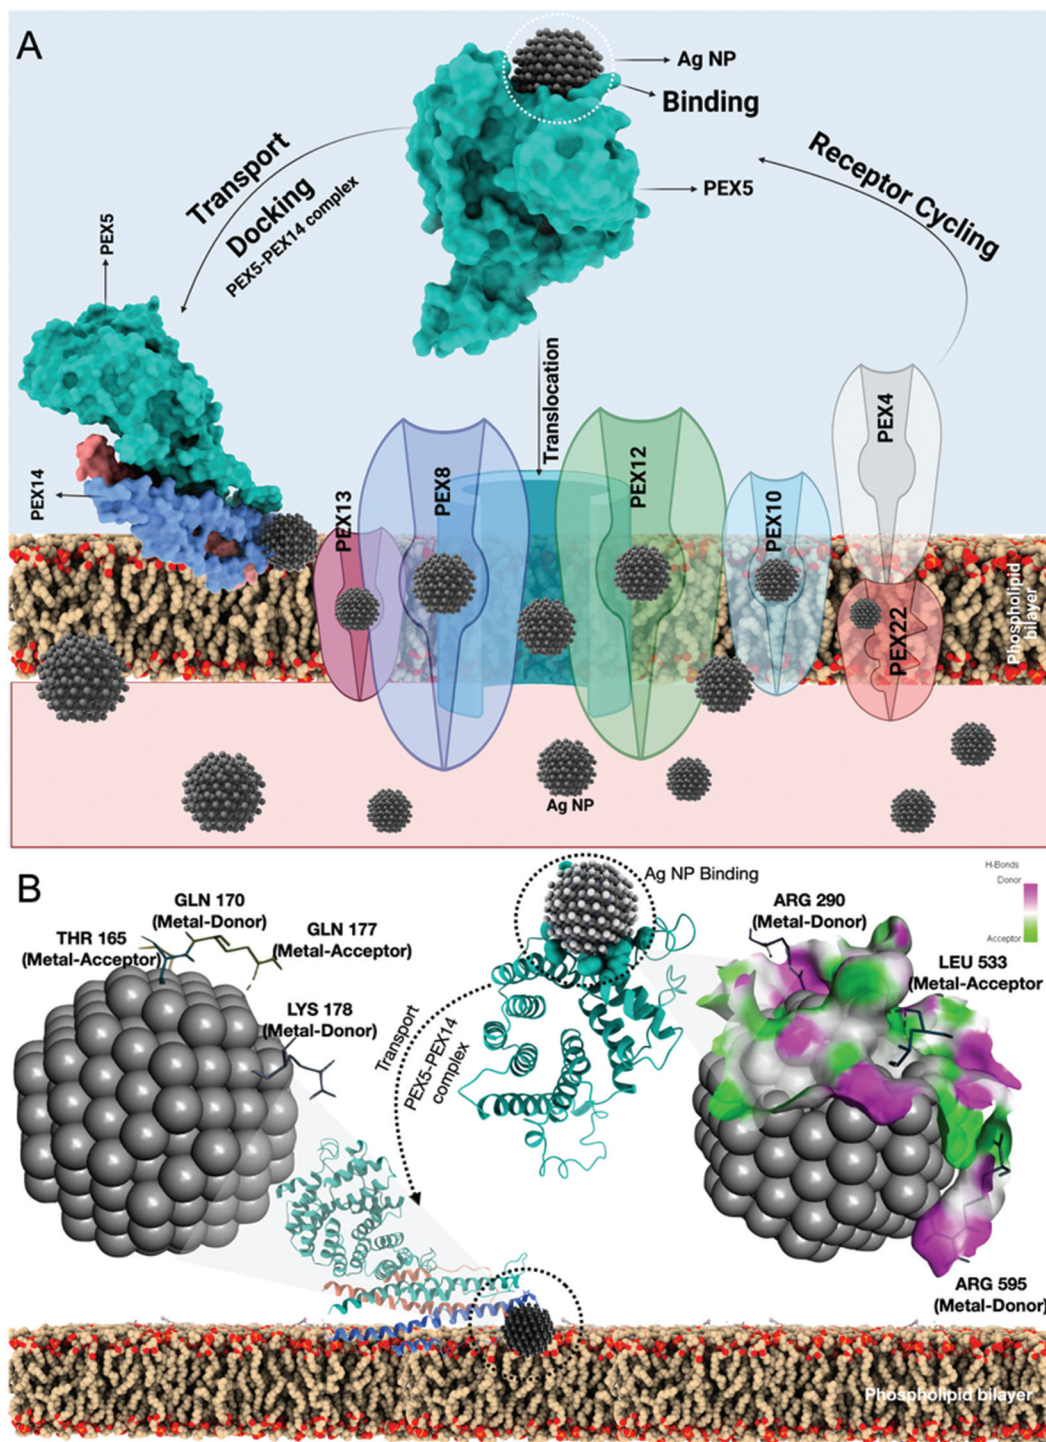 A
Ag NP
Binding
PEX5
Receptor Cycling
Transport
Docking
PEX5-PEX14 complex
PEX5
PEX14
Translocation
PEX13
PEX8
PEX12
PEX10
PEX4
PEX22
Phospholipid
bilayer
Ag NP
B
GLN 170
(Metal-Donor)
THR 165
(Metal-Acceptor)
GLN 177
(Metal-Acceptor)
LYS 178
(Metal-Donor)
Ag NP Binding
Transport
PEX5-PEX14
complex
H-Bonds
Donor
Acceptor
ARG 290
(Metal-Donor)
LEU 533
(Metal-Acceptor
ARG 595
(Metal-Donor)
Phospholipid bilayer